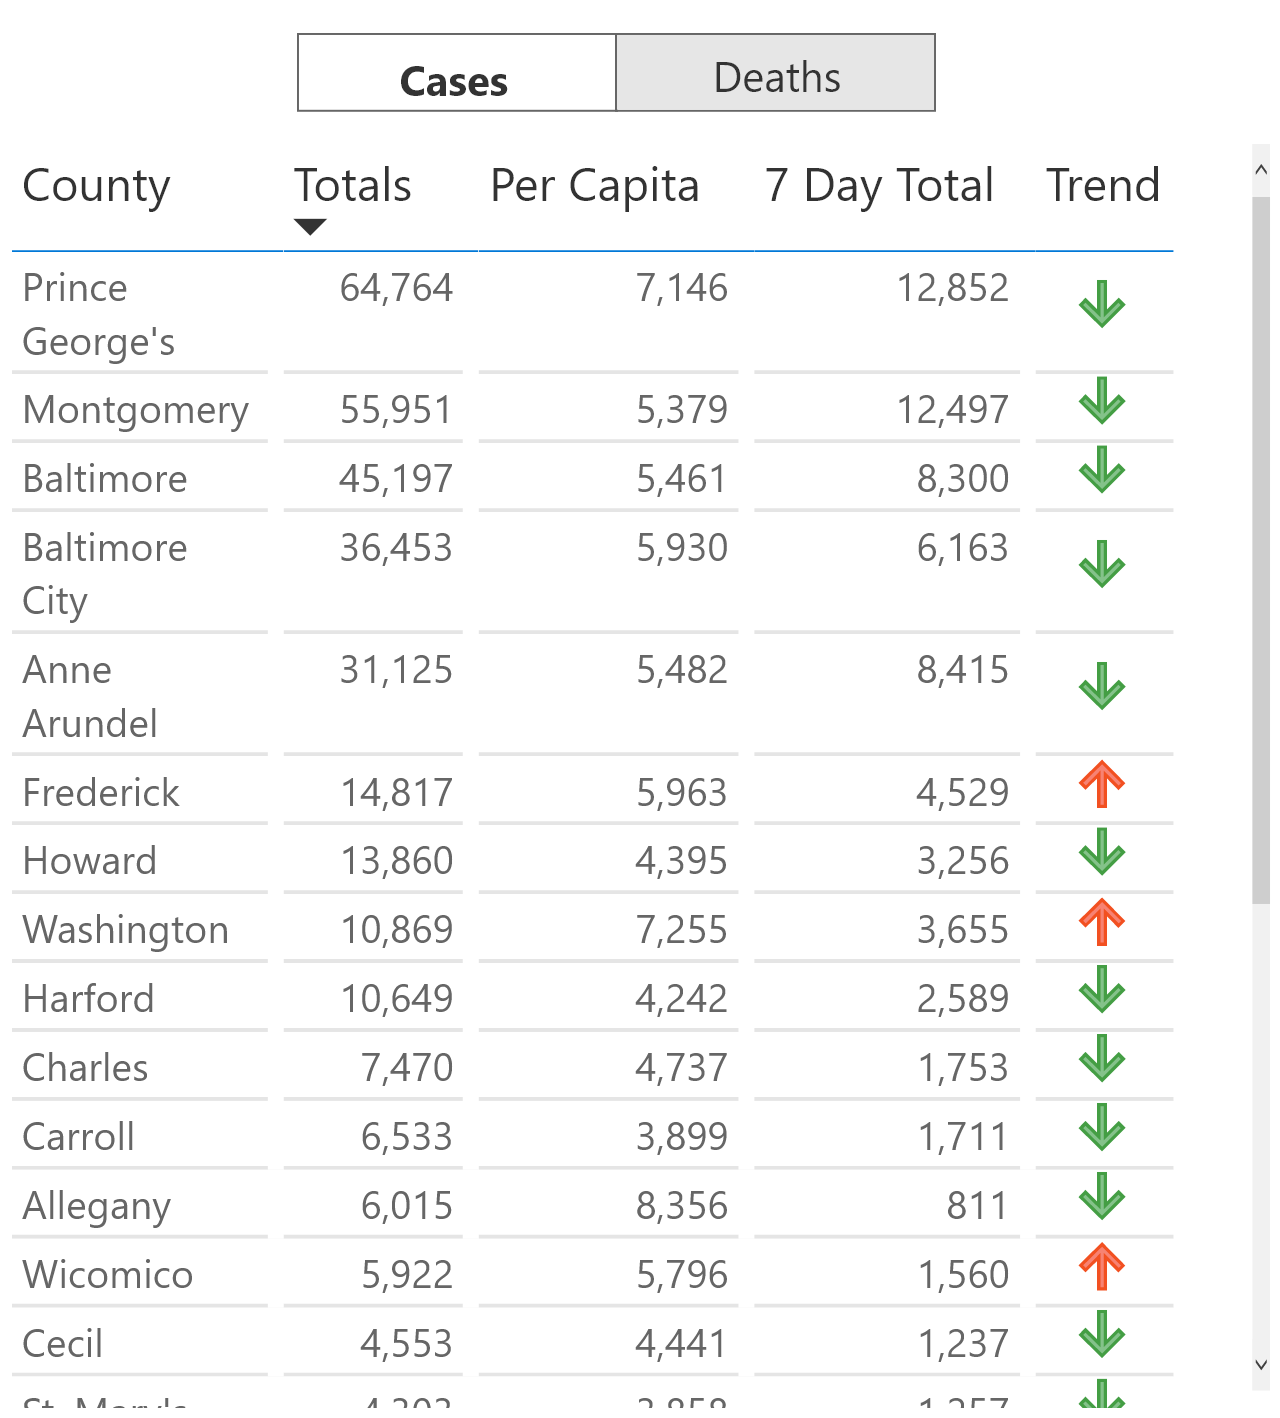 Cases Deaths
County Totals Per Capita 7 Day Total Trend
Prince 64,764 7,146 12,852
George's
Montgomery 55,951 5,379 12,497
Baltimore 45,197 5,461 8,300
Baltimore 36,453 5,930 6,163
City
Anne 31,125 5,482 8,415
Arundel
Frederick 14,817 5,963 4,529
Howard 13,860 4,395 3,256
Washington 10,869 7,255 3,655
Harford 10,649 4,242 2,589
Charles 7,470 4,737 1,753
Carroll 6,533 3,899 1,711
Allegany 6,015 8,356 811
Wicomico 5,922 5,796 1,560
Cecil 4,553 4,441 1,237
St. Mary's